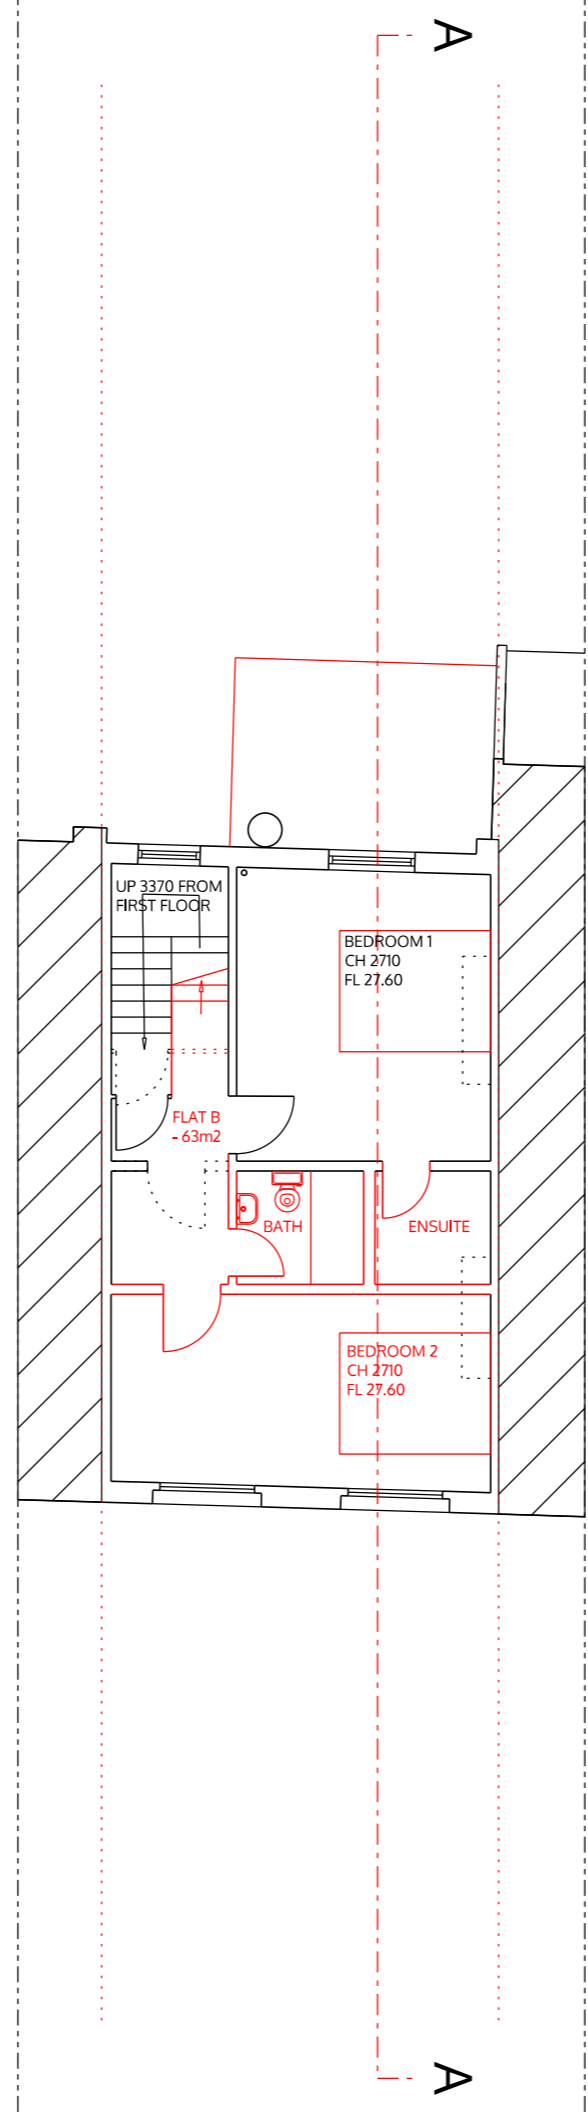 A
UP 3370 FROM
FIRST FLOOR
BEDROOM 1
CH 2710
FL 27.60
FLAT B
- 63m2
BATH
ENSUITE
BEDROOM 2
CH 2710
FL 27.60
A